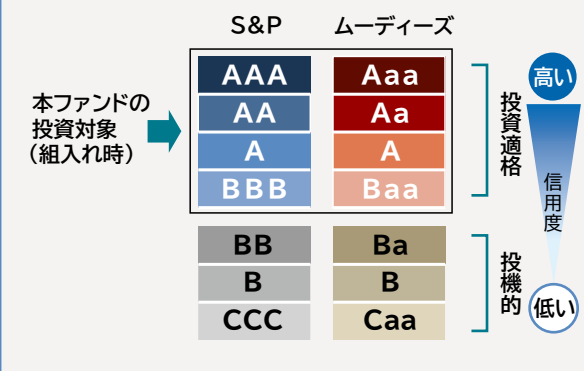 S&P ムーディーズ
AAA Aaa
AA Aa
A A
BBB Baa
BB Ba
B B
CCC Caa
本ファンドの
投資対象
（組入れ時）
投資適格
投機的
高い
信用度
低い